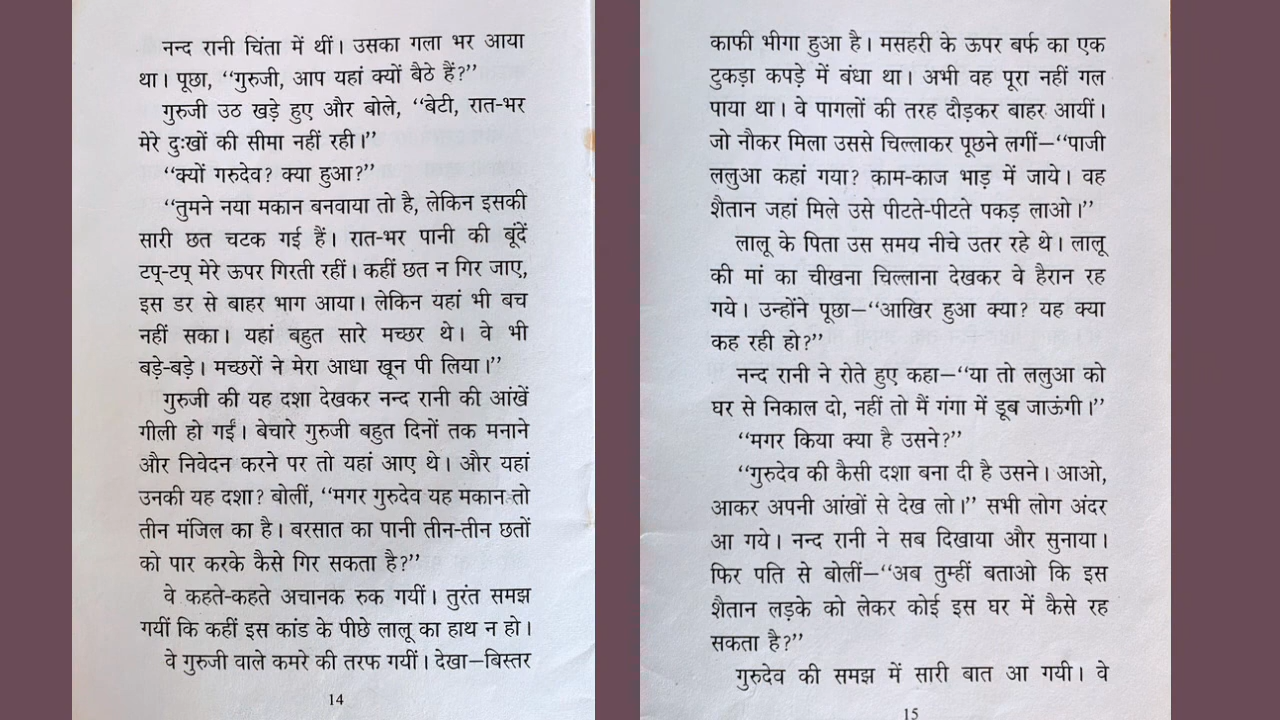 नन्द रानी चिंता में थीं। उसका गला भर आया
था। पूछा, ‘‘गुरुजी, आप यहां क्यों बैठे हैं?’’
गुरुजी उठ खड़े हुए और बोले, ‘‘बेटी, रात-भर
मेरे दुःखों की सीमा नहीं रही।’’
‘‘क्यों गरुदेव? क्या हुआ?’’
‘‘तुमने नया मकान बनवाया तो है, लेकिन इसकी
सारी छत चटक गई हैं। रात-भर पानी की बूंदें
टप्-टप् मेरे ऊपर गिरती रहीं। कहीं छत न गिर जाए,
इस डर से बाहर भाग आया। लेकिन यहां भी बच
नहीं सका। यहां बहुत सारे मच्छर थे। वे भी
बड़े-बड़े। मच्छरों ने मेरा आधा खून पी लिया।’’
गुरुजी की यह दशा देखकर नन्द रानी की आंखें
गीली हो गईं। बेचारे गुरुजी बहुत दिनों तक मनाने
और निवेदन करने पर तो यहां आए थे। और यहां
उनकी यह दशा? बोलीं, ‘‘मगर गुरुदेव यह मकान तो
तीन मंजिल का है। बरसात का पानी तीन-तीन छतों
को पार करके कैसे गिर सकता है?’’
वे कहते-कहते अचानक रुक गयीं। तुरंत समझ
गयीं कि कहीं इस कांड के पीछे लालू का हाथ न हो।
वे गुरुजी वाले कमरे की तरफ गयीं। देखा—बिस्तर
14
काफी भीगा हुआ है। मसहरी के ऊपर बर्फ का एक
टुकड़ा कपड़े में बंधा था। अभी वह पूरा नहीं गल
पाया था। वे पागलों की तरह दौड़कर बाहर आयीं।
जो नौकर मिला उससे चिल्लाकर पूछने लगीं—‘‘पाजी
ललुआ कहां गया? काम-काज भाड़ में जाये। वह
शैतान जहां मिले उसे पीटते-पीटते पकड़ लाओ।’’
लालू के पिता उस समय नीचे उतर रहे थे। लालू
की मां का चीखना चिल्लाना देखकर वे हैरान रह
गये। उन्होंने पूछा—‘‘आखिर हुआ क्या? यह क्या
कह रही हो?’’
नन्द रानी ने रोते हुए कहा—‘‘या तो ललुआ को
घर से निकाल दो, नहीं तो मैं गंगा में डूब जाऊंगी।’’
‘‘मगर किया क्या है उसने?’’
‘‘गुरुदेव की कैसी दशा बना दी है उसने। आओ,
आकर अपनी आंखों से देख लो।’’ सभी लोग अंदर
आ गये। नन्द रानी ने सब दिखाया और सुनाया।
फिर पति से बोलीं—‘‘अब तुम्हीं बताओ कि इस
शैतान लड़के को लेकर कोई इस घर में कैसे रह
सकता है?’’
गुरुदेव की समझ में सारी बात आ गयी। वे
15